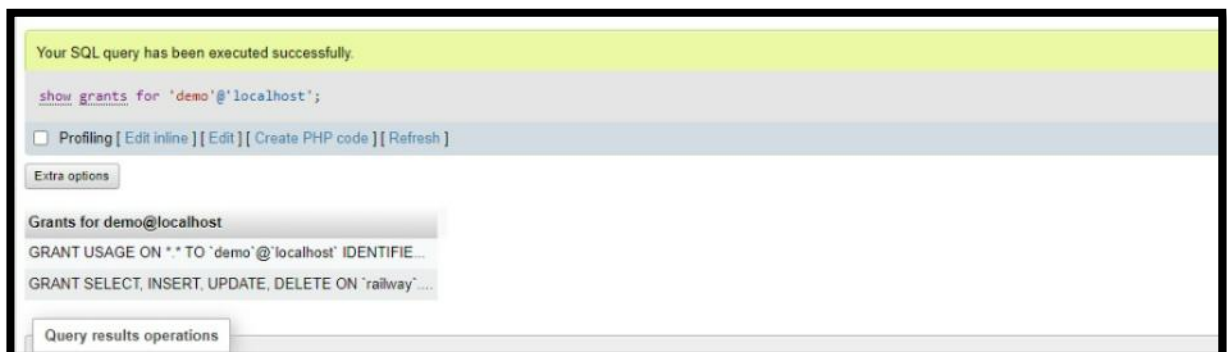 Your SQL query has been executed successfully.
show grants for 'demo'@'localhost';
Profiling [ Edit inline ] [ Edit ] [ Create PHP code ] [ Refresh ]
Extra options
Grants for demo@localhost
GRANT USAGE ON *.* TO `demo`@`localhost` IDENTIFIE...
GRANT SELECT, INSERT, UPDATE, DELETE ON `railway`....
Query results operations